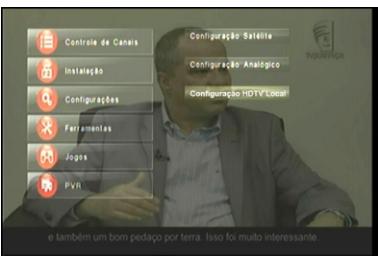 Controle de Canais
Instalação
Configurações
Ferramentas
Jogos
PVR
Configuração Satélite
Configuração Analógico
Configuração HDTV Local
e também um bom pedaço por terra. Isso foi muito interessante.